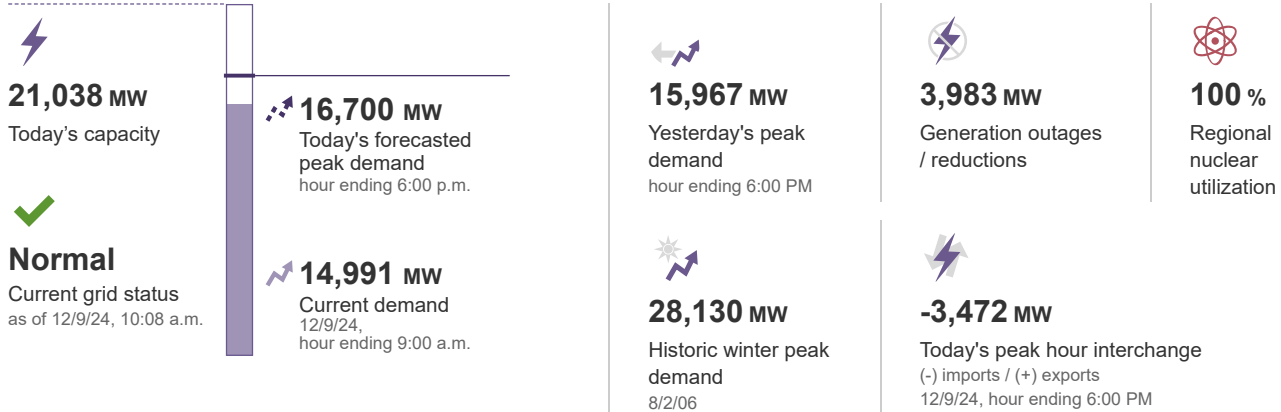 21,038 MW
Today’s capacity
Normal
Current grid status
as of 12/9/24, 10:08 a.m.
16,700 MW
Today's forecasted
peak demand
hour ending 6:00 p.m.
14,991 MW
Current demand
12/9/24,
hour ending 9:00 a.m.
15,967 MW
Yesterday's peak
demand
hour ending 6:00 PM
3,983 MW
Generation outages
/ reductions
100 %
Regional
nuclear
utilization
28,130 MW
Historic winter peak
demand
8/2/06
-3,472 MW
Today's peak hour interchange
(-) imports / (+) exports
12/9/24, hour ending 6:00 PM